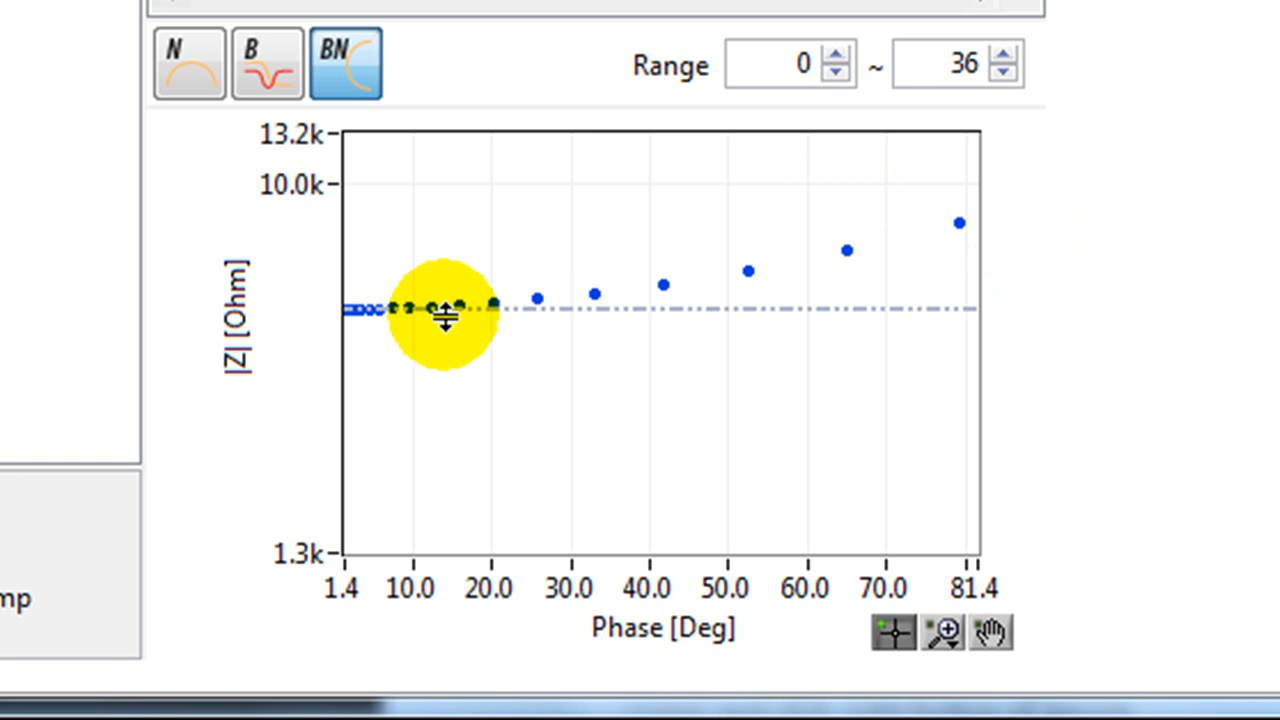 N B BN Range 0 ~ 36
13.2k
10.0k
|Z| [Ohm]
1.3k
1.4 10.0 20.0 30.0 40.0 50.0 60.0 70.0 81.4
mp
Phase [Deg]